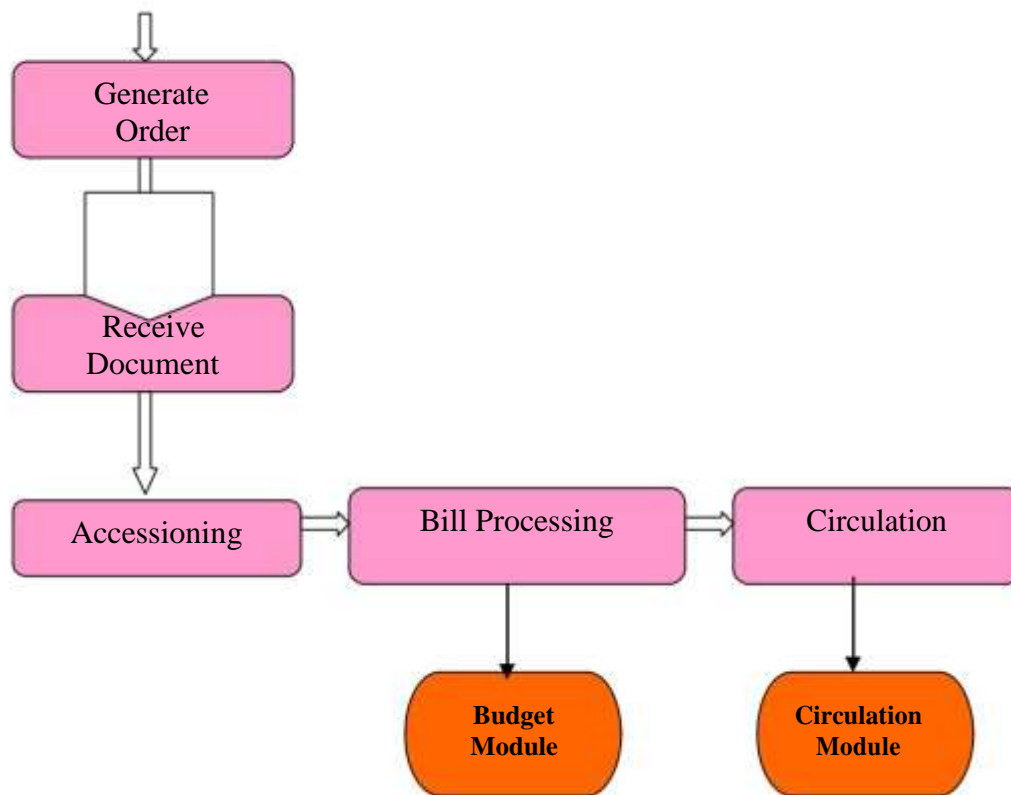 Generate
Order
Receive
Document
Accessioning
Bill Processing
Circulation
Budget
Module
Circulation
Module